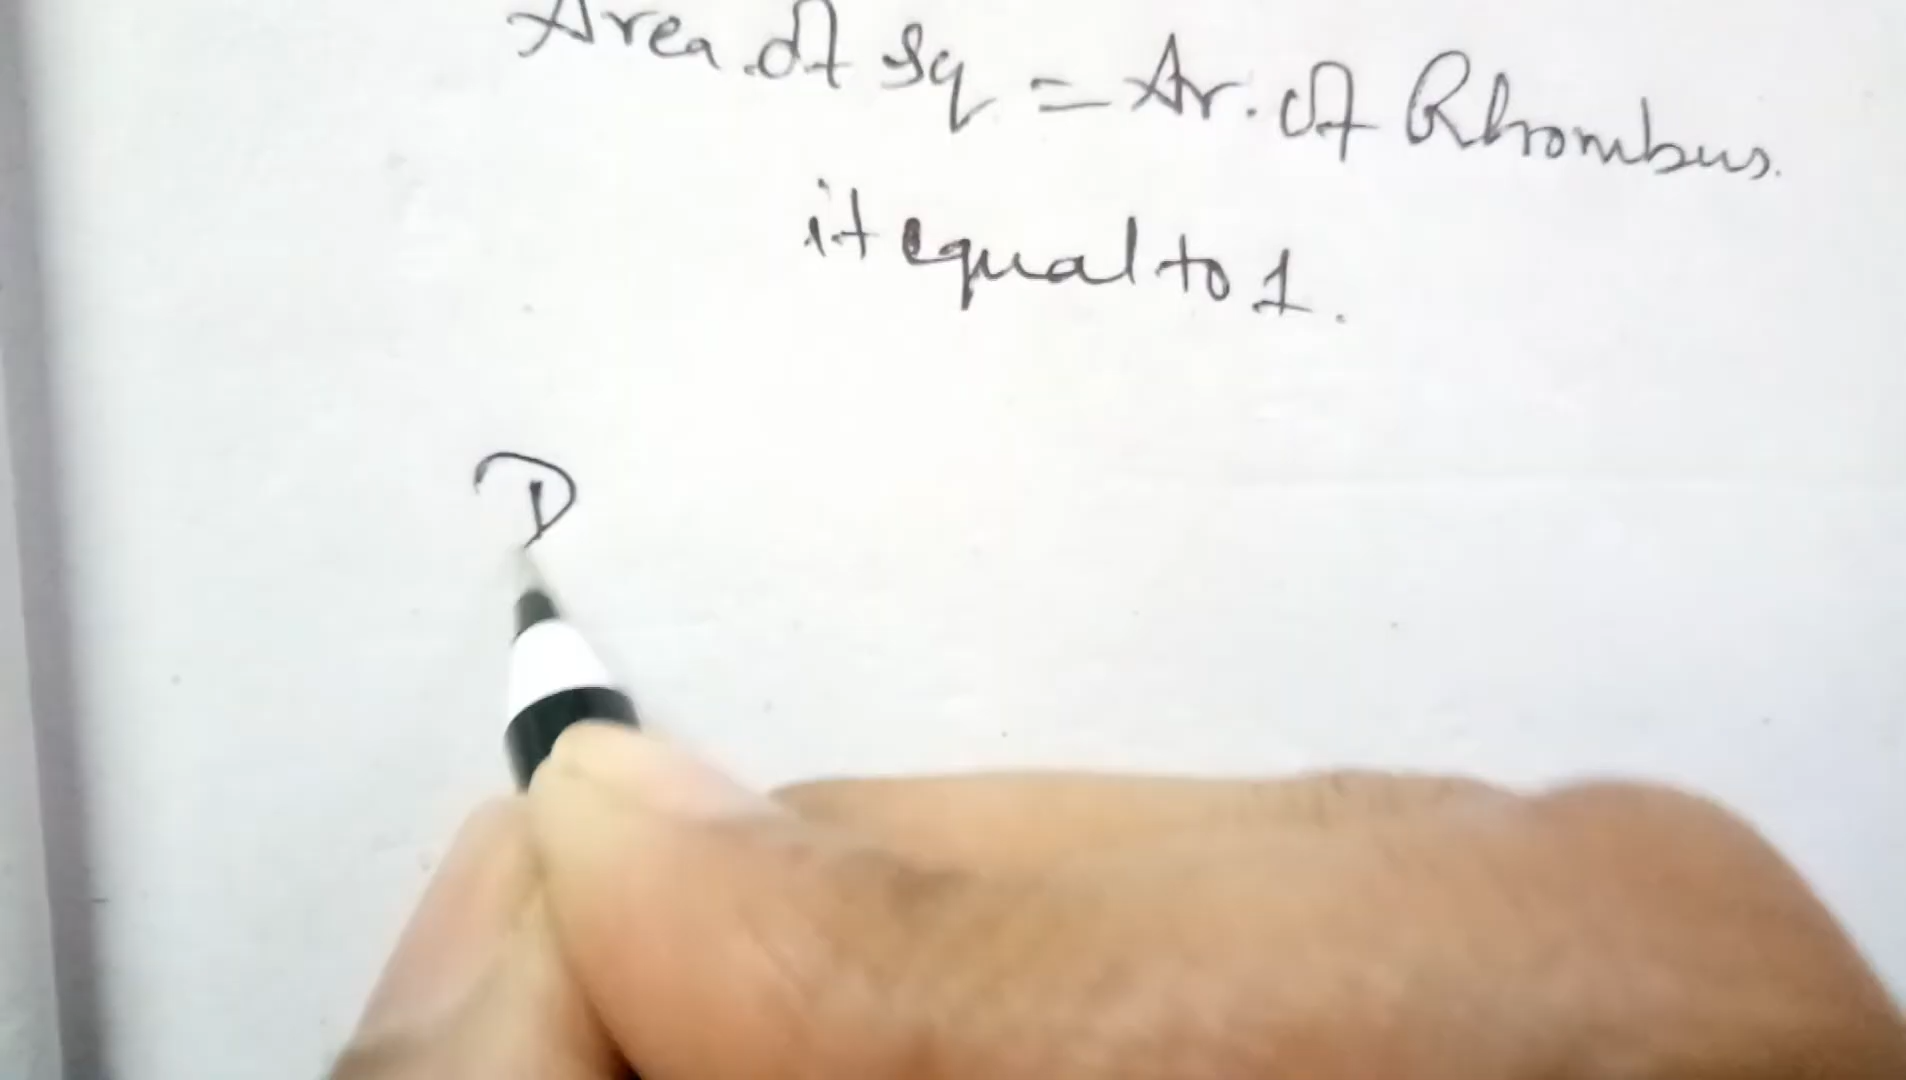 Area of Sq = Ar. of Rhombus.
it equal to 1.
D